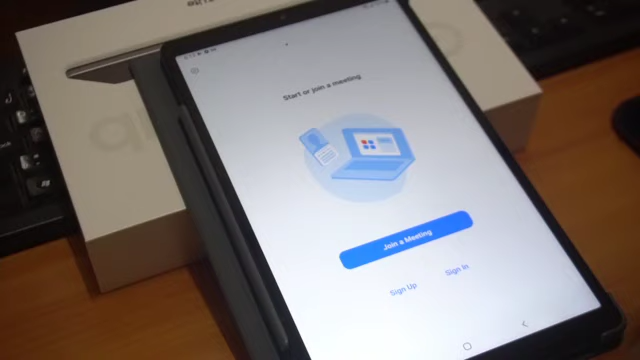 Start or join a meeting
Join a Meeting
Sign Up
Sign In